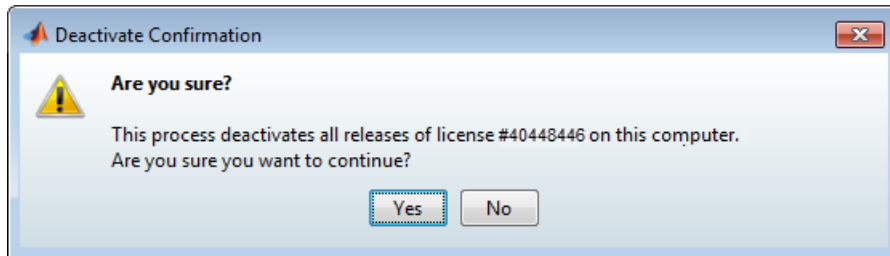 Deactivate Confirmation
Are you sure?
This process deactivates all releases of license #40448446 on this computer.
Are you sure you want to continue?
Yes No